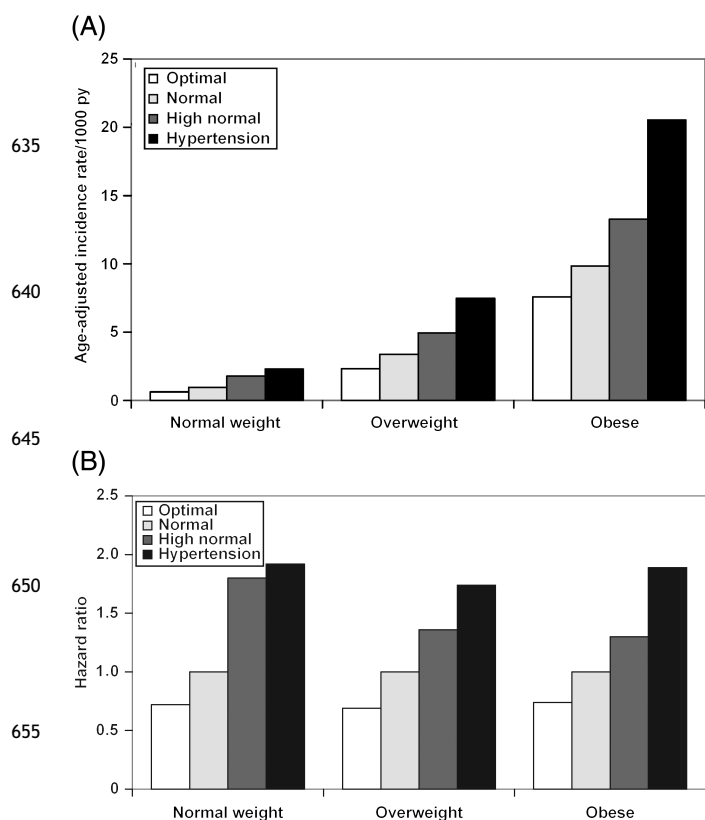 (A)
Age-adjusted incidence rate/1000 py
25
20
15
10
5
0
Optimal
Normal
High normal
Hypertension
Normal weight
Overweight
Obese
635
640
645
(B)
Hazard ratio
2.5
2.0
1.5
1.0
0.5
0
Optimal
Normal
High normal
Hypertension
Normal weight
Overweight
Obese
650
655